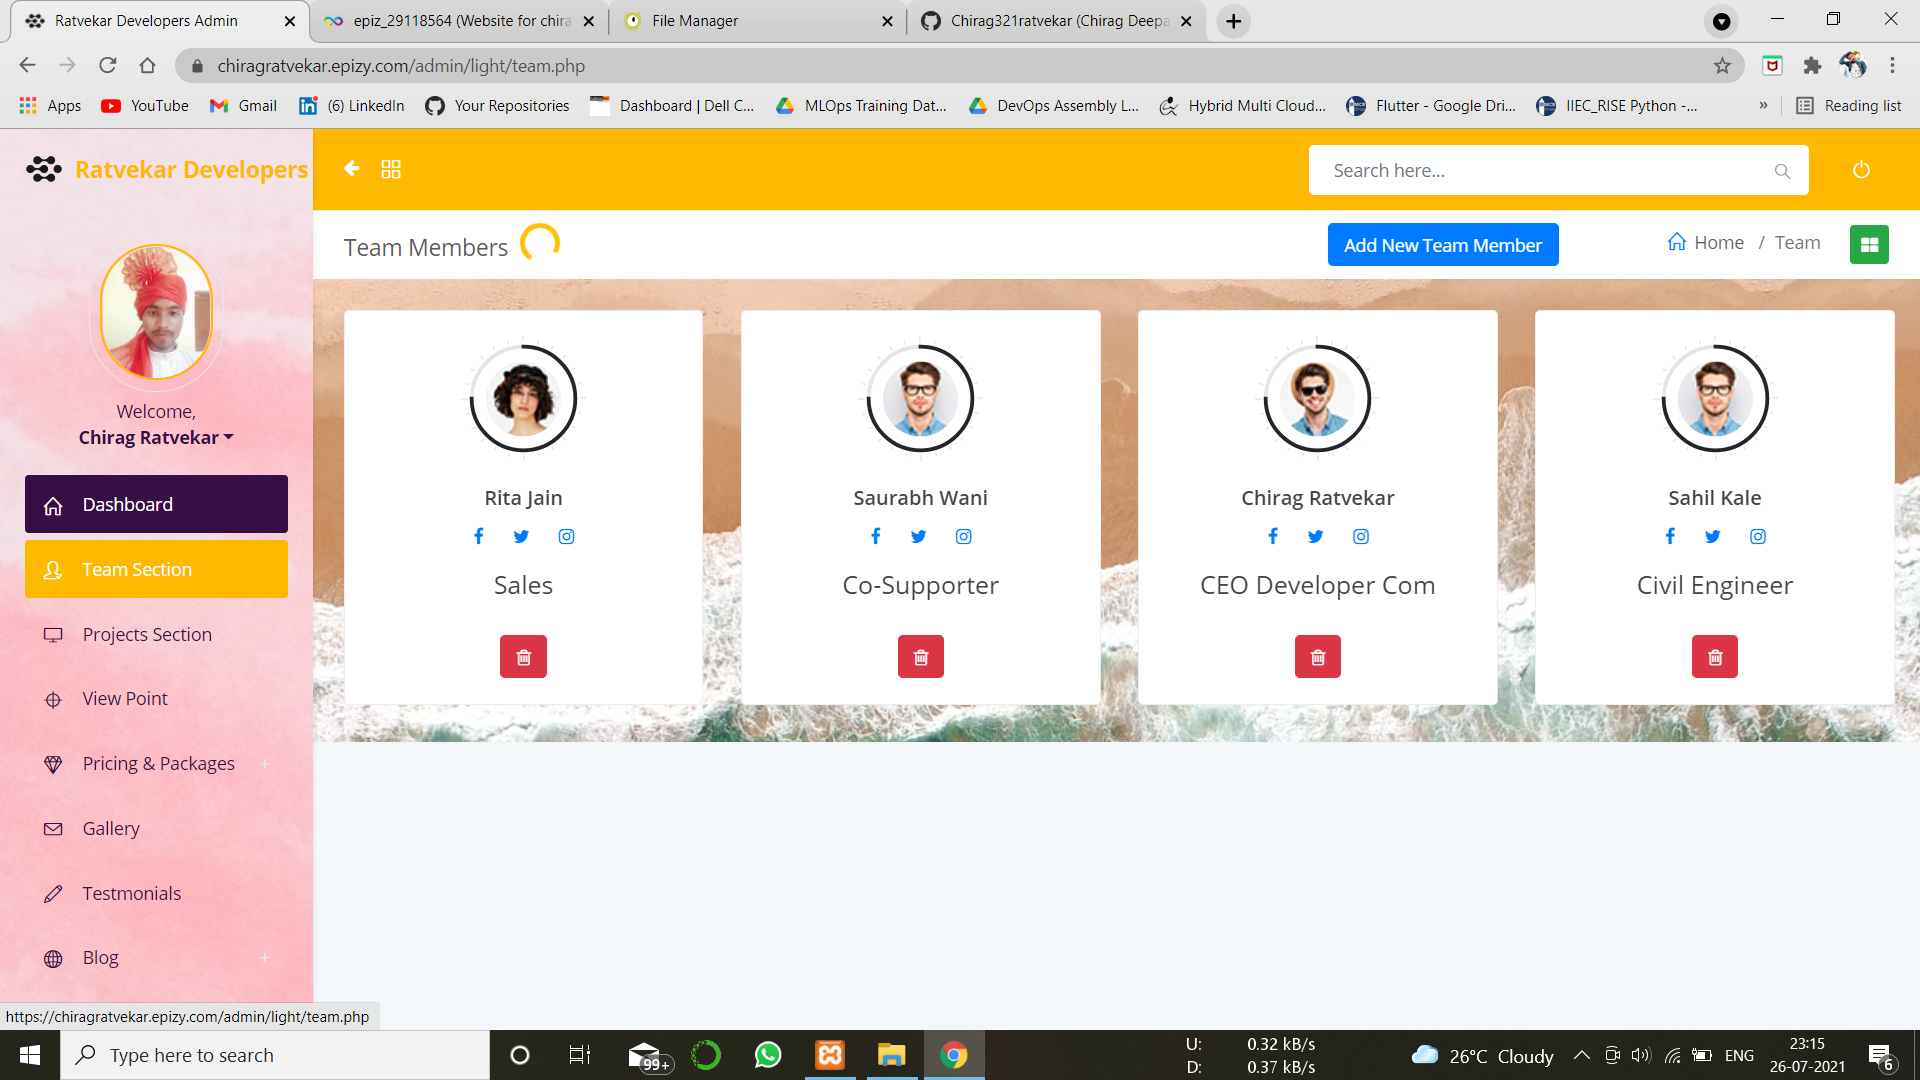 Ratvekar Developers Admin
epiz_29118564 (Website for chira
File Manager
Chirag321ratvekar (Chirag Deepa
chiragratvekar.epizy.com/admin/light/team.php
Apps
YouTube
Gmail
(6) LinkedIn
Your Repositories
Dashboard | Dell C...
MLOps Training Dat...
DevOps Assembly L...
Hybrid Multi Cloud...
Flutter - Google Dri...
IIEC_RISE Python -...
»
Reading list
Ratvekar Developers
Search here...
Team Members
Add New Team Member
Home / Team
Welcome,
Chirag Ratvekar
Dashboard
Team Section
Projects Section
View Point
Pricing & Packages +
Gallery
Testmonials
Blog +
Rita Jain
Sales
Saurabh Wani
Co-Supporter
Chirag Ratvekar
CEO Developer Com
Sahil Kale
Civil Engineer
https://chiragratvekar.epizy.com/admin/light/team.php
Type here to search
99+
U: 0.32 kB/s
D: 0.37 kB/s
26°C Cloudy
ENG
23:15
26-07-2021
6